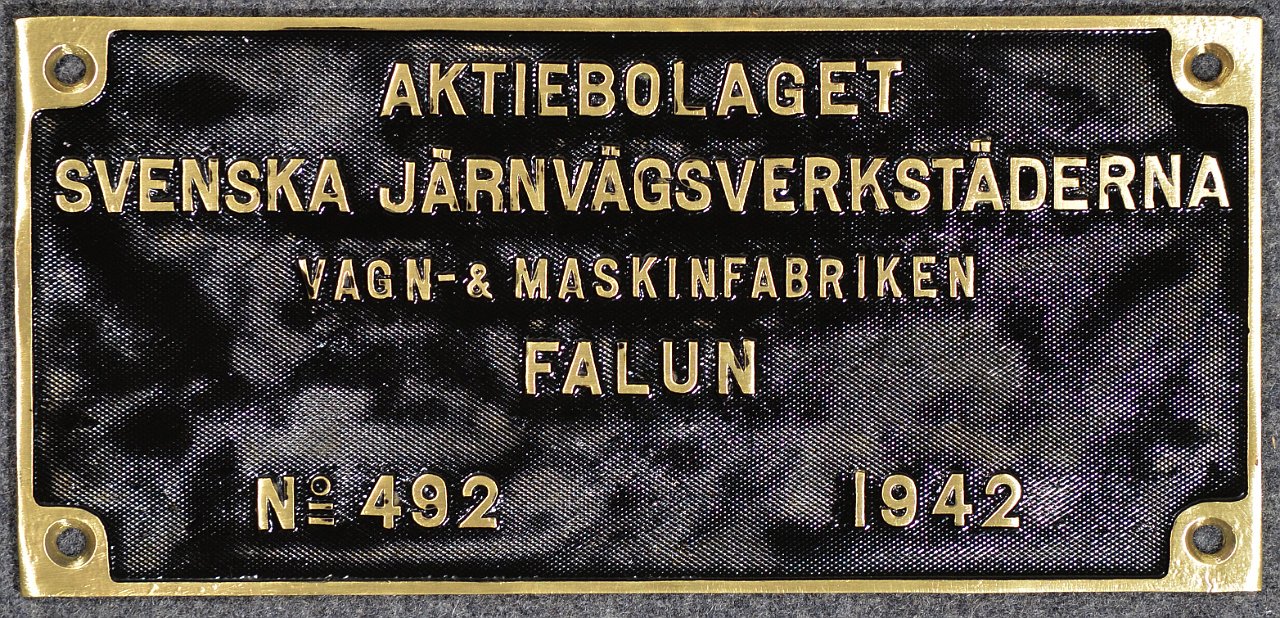 AKTIEBOLAGET
SVENSKA JÄRNVÄGSVERKSTÄDERNA
VAGN-& MASKINFABRIKEN
FALUN
Nº 492 1942